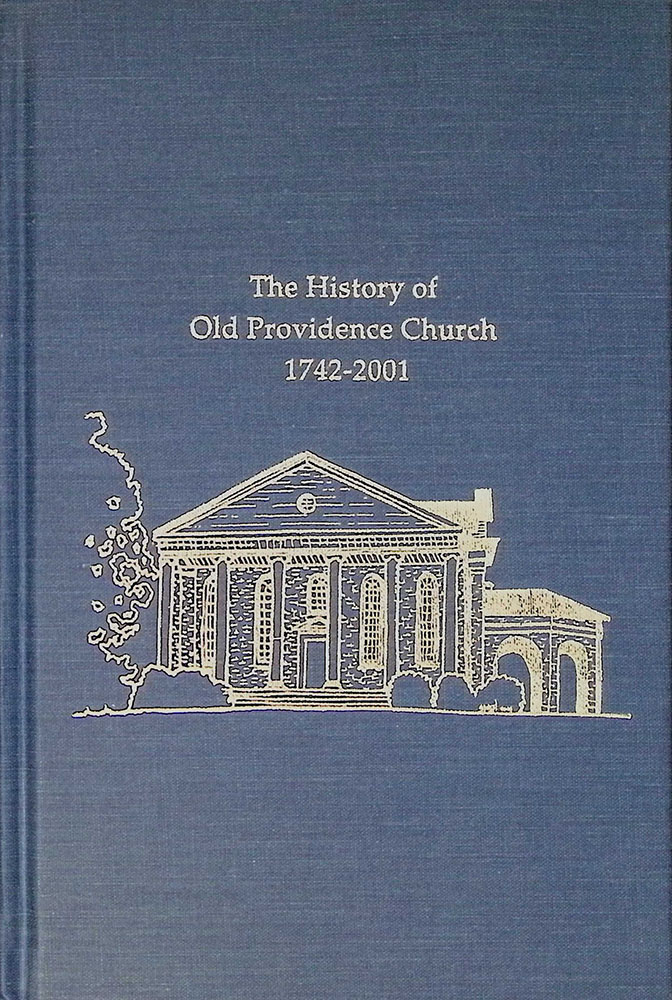 The History of
Old Providence Church
1742-2001